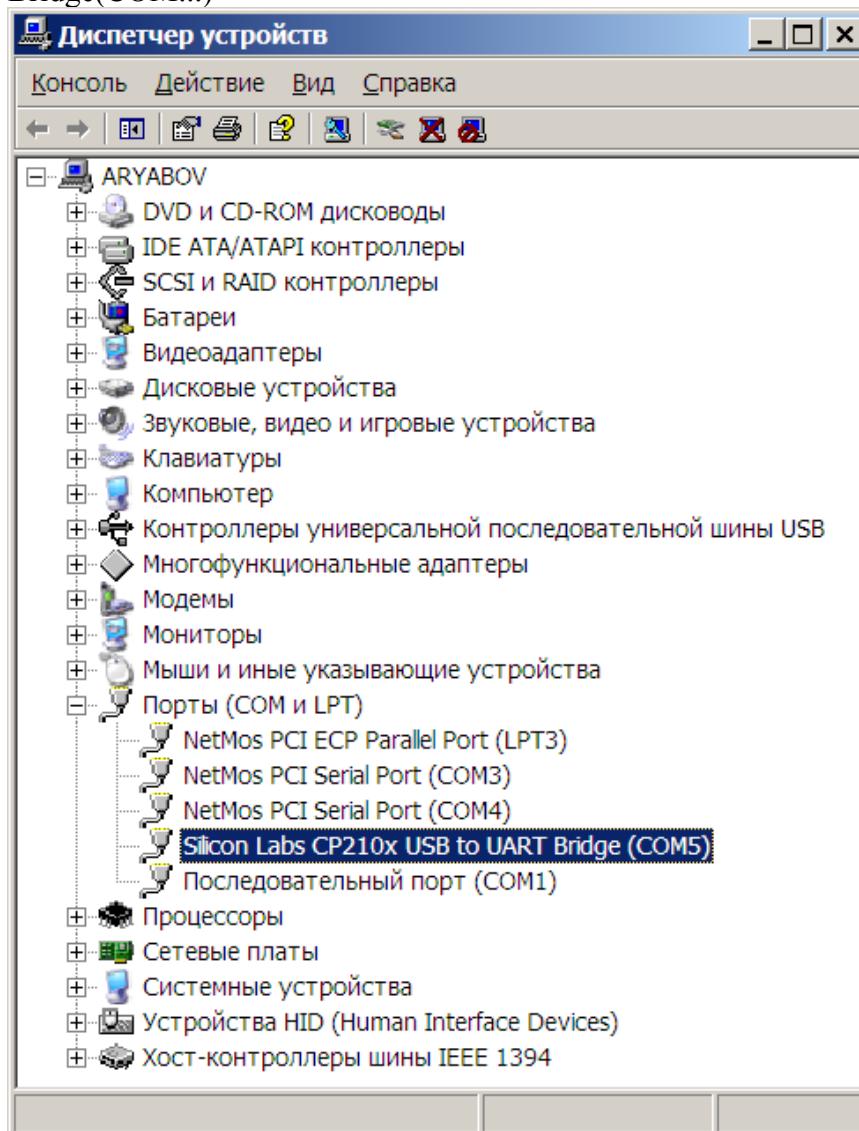 Bridge(COM...)
Диспетчер устройств
Консоль Действие Вид Справка
ARYABOV
DVD и CD-ROM дисководы
IDE ATA/ATAPI контроллеры
SCSI и RAID контроллеры
Батареи
Видеоадаптеры
Дисковые устройства
Звуковые, видео и игровые устройства
Клавиатуры
Компьютер
Контроллеры универсальной последовательной шины USB
Многофункциональные адаптеры
Модемы
Мониторы
Мыши и иные указывающие устройства
Порты (COM и LPT)
NetMos PCI ECP Parallel Port (LPT3)
NetMos PCI Serial Port (COM3)
NetMos PCI Serial Port (COM4)
Silicon Labs CP210x USB to UART Bridge (COM5)
Последовательный порт (COM1)
Процессоры
Сетевые платы
Системные устройства
Устройства HID (Human Interface Devices)
Хост-контроллеры шины IEEE 1394